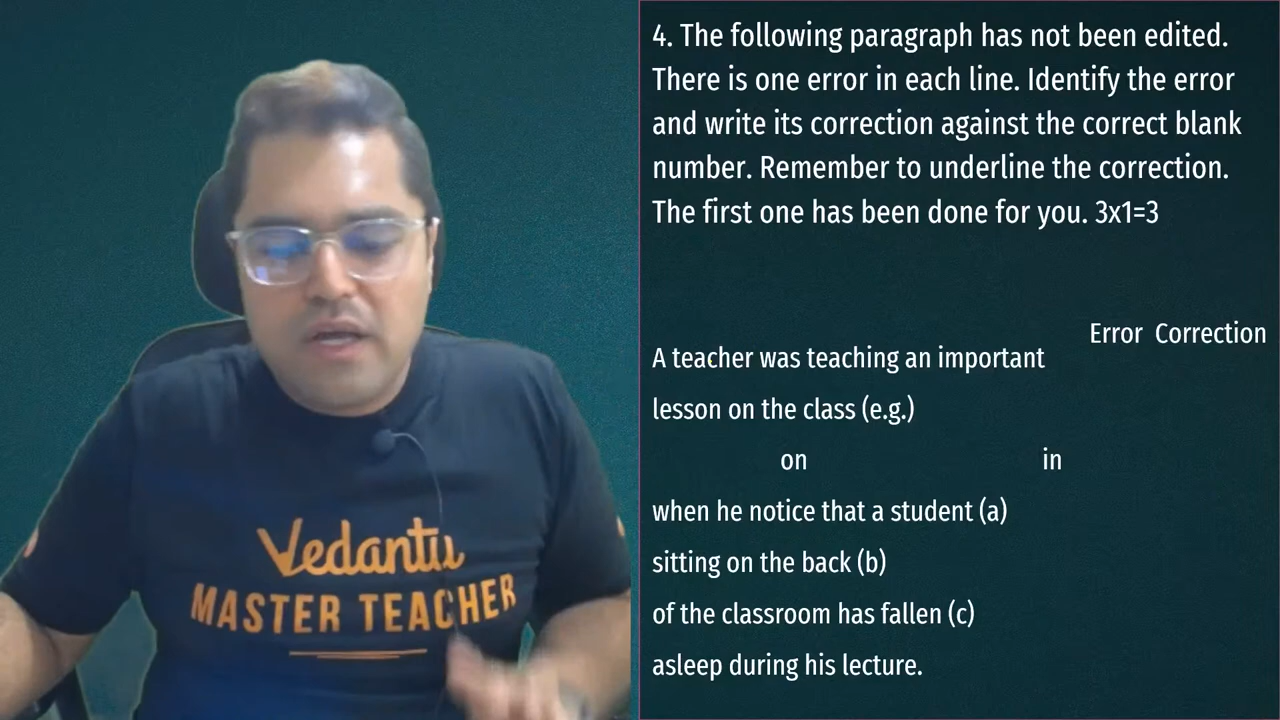 Vedantu
MASTER TEACHER
4. The following paragraph has not been edited.
There is one error in each line. Identify the error
and write its correction against the correct blank
number. Remember to underline the correction.
The first one has been done for you. 3x1=3
Error Correction
A teacher was teaching an important
lesson on the class (e.g.)
on in
when he notice that a student (a)
sitting on the back (b)
of the classroom has fallen (c)
asleep during his lecture.